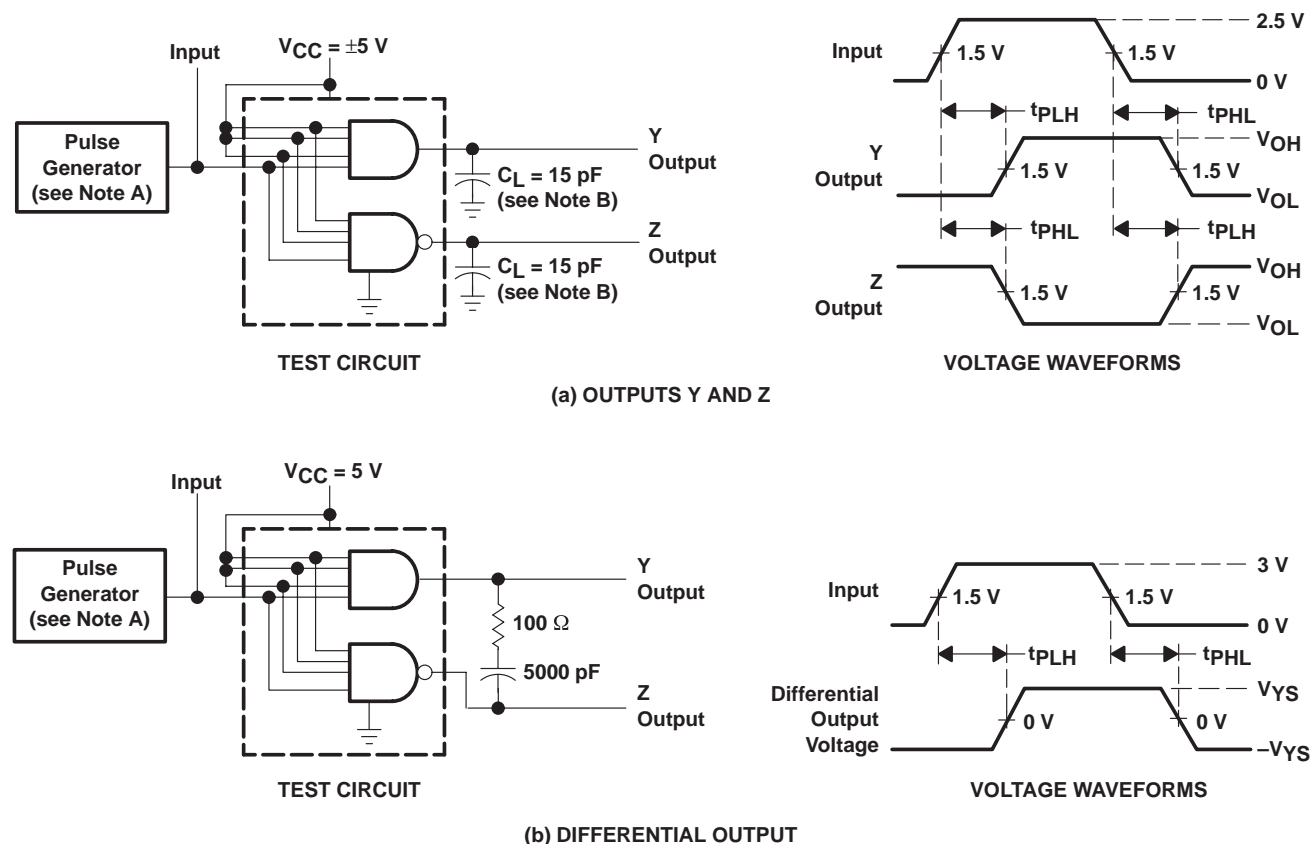 VCC = ±5 V
Input
Pulse
Generator
(see Note A)
Y
Output
CL = 15 pF
(see Note B)
Z
Output
CL = 15 pF
(see Note B)
TEST CIRCUIT
Input
2.5 V
1.5 V
1.5 V
0 V
tPLH
tPHL
Y
Output
VOH
1.5 V
1.5 V
VOL
tPHL
tPLH
Z
Output
VOH
1.5 V
1.5 V
VOL
VOLTAGE WAVEFORMS
(a) OUTPUTS Y AND Z
VCC = 5 V
Input
Pulse
Generator
(see Note A)
Y
Output
100 Ω
5000 pF
Z
Output
TEST CIRCUIT
Input
3 V
1.5 V
1.5 V
0 V
tPLH
tPHL
Differential
Output
Voltage
VYS
0 V
0 V
–VYS
VOLTAGE WAVEFORMS
(b) DIFFERENTIAL OUTPUT